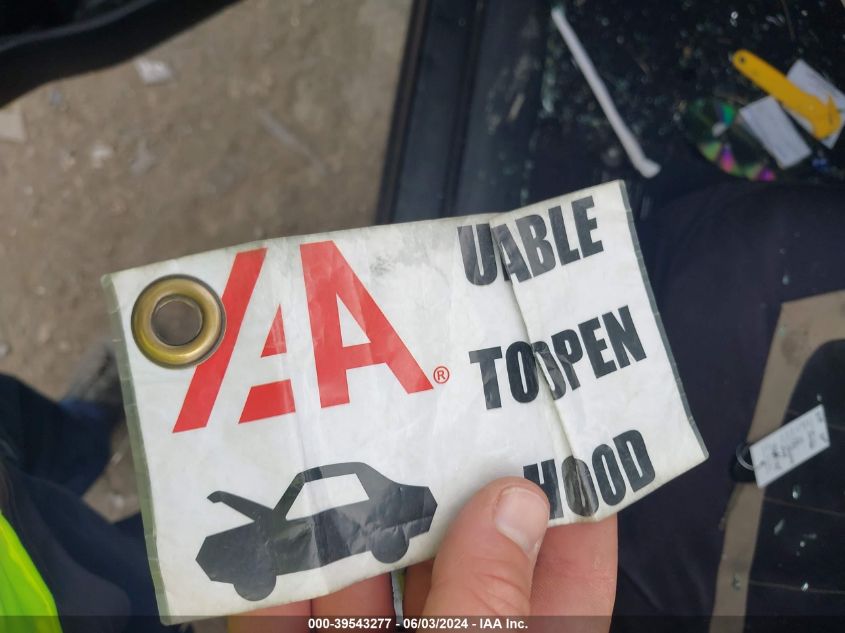 IAA®
UABLE
TO OPEN
HOOD
000-39543277 - 06/03/2024 - IAA Inc.